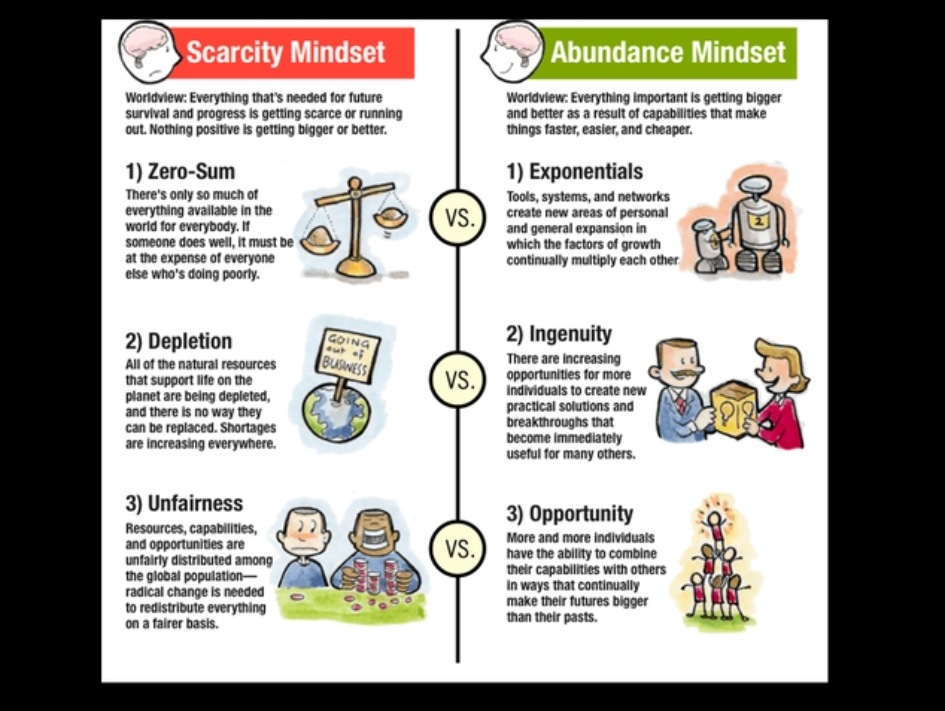 Scarcity Mindset
Worldview: Everything that's needed for future
survival and progress is getting scarce or running
out. Nothing positive is getting bigger or better.
1) Zero-Sum
There's only so much of
everything available in the
world for everybody. If
someone does well, it must be
at the expense of everyone
else who's doing poorly.
2) Depletion
All of the natural resources
that support life on the
planet are being depleted,
and there is no way they
can be replaced. Shortages
are increasing everywhere.
GOING
out of
BUSINESS
3) Unfairness
Resources, capabilities,
and opportunities are
unfairly distributed among
the global population—
radical change is needed
to redistribute everything
on a fairer basis.
VS.
VS.
VS.
Abundance Mindset
Worldview: Everything important is getting bigger
and better as a result of capabilities that make
things faster, easier, and cheaper.
1) Exponentials
Tools, systems, and networks
create new areas of personal
and general expansion in
which the factors of growth
continually multiply each other
2
2) Ingenuity
There are increasing
opportunities for more
individuals to create new
practical solutions and
breakthroughs that
become immediately
useful for many others.
3) Opportunity
More and more individuals
have the ability to combine
their capabilities with others
in ways that continually
make their futures bigger
than their pasts.